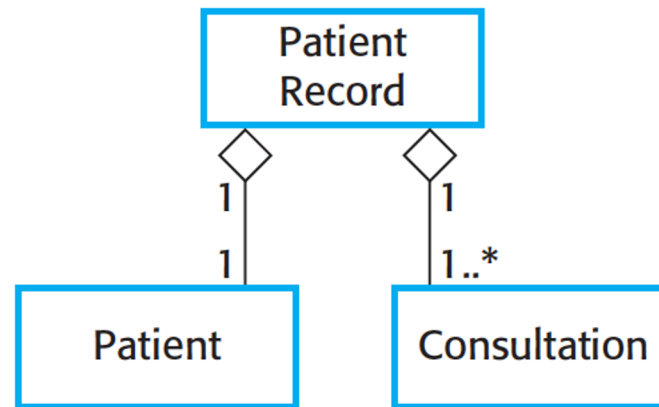 Patient
Record
1
1
1
1..*
Patient
Consultation